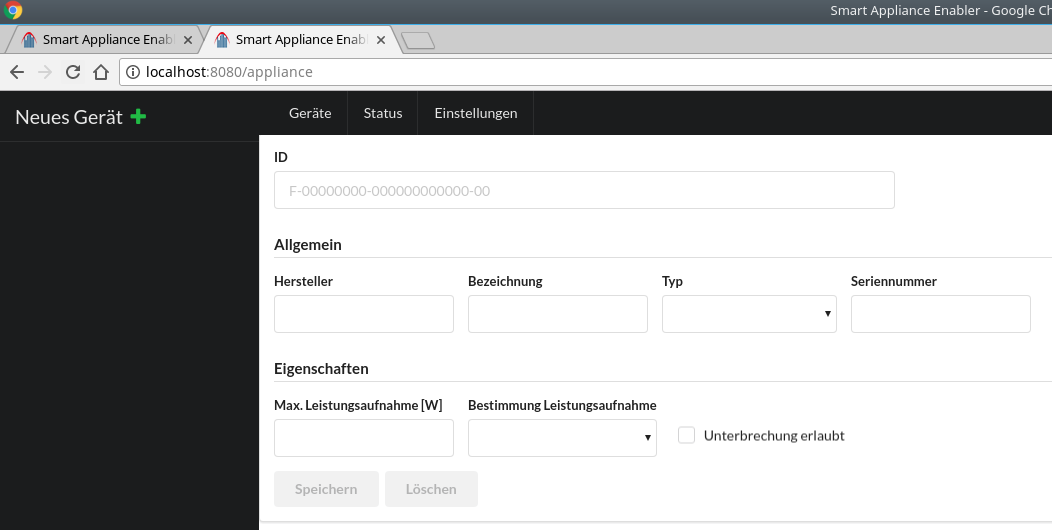 Smart Appliance Enabler - Google Ch
Smart Appliance Enab
Smart Appliance Enab
localhost:8080/appliance
Neues Gerät
Geräte Status Einstellungen
ID
F-00000000-000000000000-00
Allgemein
Hersteller Bezeichnung Typ Seriennummer
Eigenschaften
Max. Leistungsaufnahme [W] Bestimmung Leistungsaufnahme
Unterbrechung erlaubt
Speichern Löschen